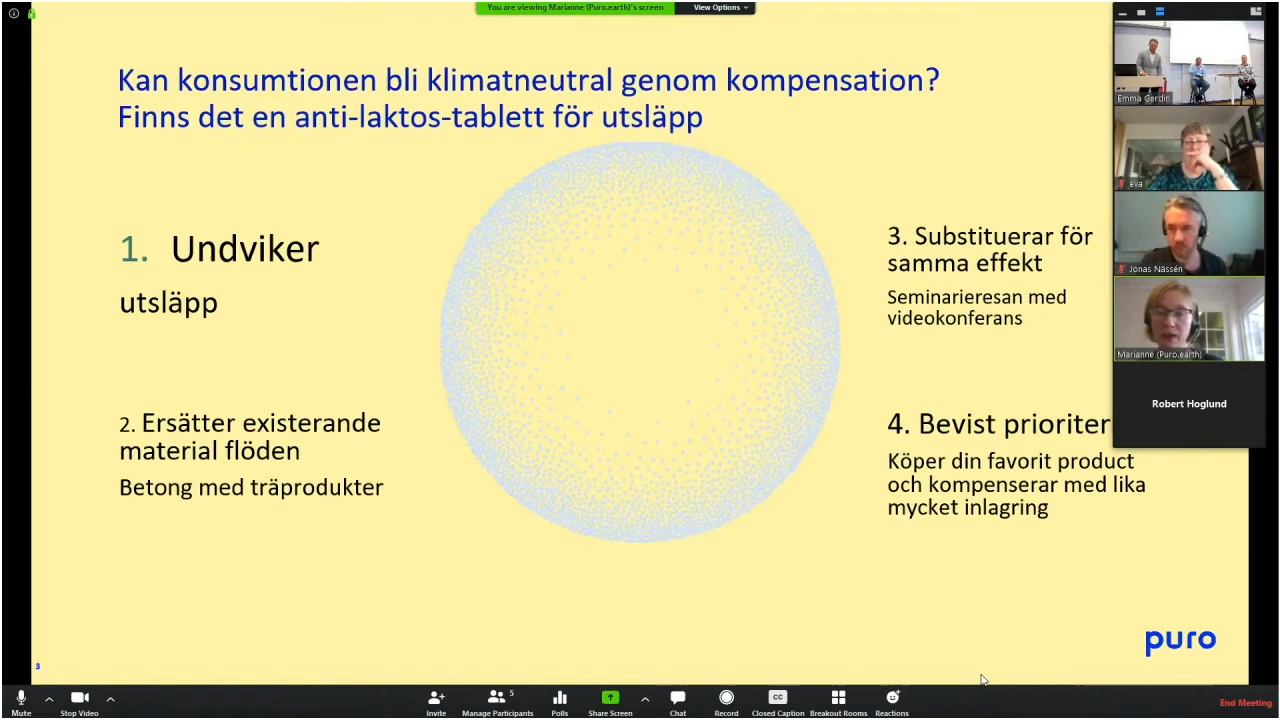 You are viewing Marianne (Puro.earth)'s screen
View Options
Kan konsumtionen bli klimatneutral genom kompensation?
Finns det en anti-laktos-tablett för utsläpp
1. Undviker
utsläpp
2. Ersätter existerande
material flöden
Betong med träprodukter
3. Substituerar för
samma effekt
Seminarieresan med
videokonferans
4. Bevist prioriter
Köper din favorit product
och kompenserar med lika
mycket inlagring
puro
3
Emma Gerdin
eva
Jonas Nässén
Marianne (Puro.earth)
Robert Hoglund
Mute
Stop Video
Invite
Manage Participants
5
Polls
Share Screen
Chat
Record
CC
Closed Caption
Breakout Rooms
Reactions
End Meeting